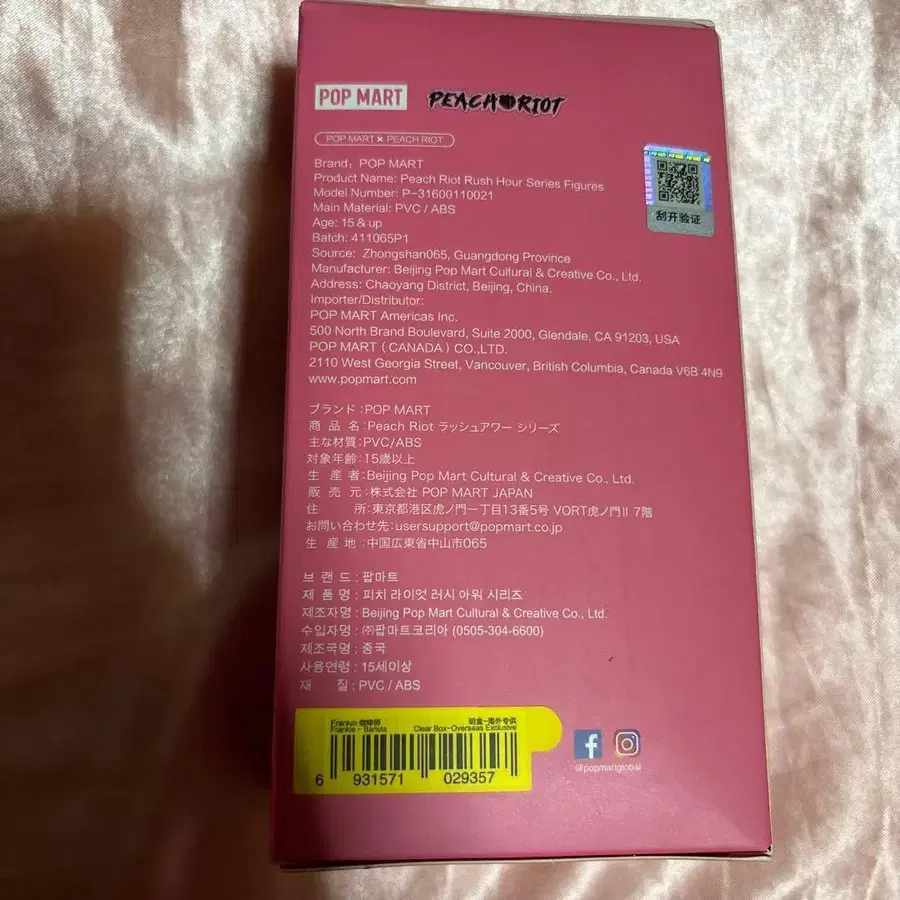 POP MART PEACH RIOT
POP MART × PEACH RIOT
刮开验证
Brand: POP MART
Product Name: Peach Riot Rush Hour Series Figures
Model Number: P-31600110021
Main Material: PVC / ABS
Age: 15 & up
Batch: 411065P1
Source: Zhongshan065, Guangdong Province
Manufacturer: Beijing Pop Mart Cultural & Creative Co., Ltd.
Address: Chaoyang District, Beijing, China.
Importer/Distributor:
POP MART Americas Inc.
500 North Brand Boulevard, Suite 2000, Glendale, CA 91203, USA
POP MART ( CANADA ) CO.,LTD.
2110 West Georgia Street, Vancouver, British Columbia, Canada V6B 4N9
www.popmart.com
ブランド:POP MART
商 品 名:Peach Riot ラッシュアワー シリーズ
主な材質:PVC/ABS
対象年齢:15歳以上
生 産 者:Beijing Pop Mart Cultural & Creative Co., Ltd.
販 売 元:株式会社 POP MART JAPAN
住 所:東京都港区虎ノ門一丁目13番5号 VORT虎ノ門II 7階
お問い合わせ先:usersupport@popmart.co.jp
生 産 地:中国広東省中山市065
브 랜 드 : 팝마트
제 품 명 : 피치 라이엇 러시 아워 시리즈
제조자명 : Beijing Pop Mart Cultural & Creative Co., Ltd.
수입자명 : ㈜팝마트코리아 (0505-304-6600)
제조국명 : 중국
사용연령 : 15세이상
재 질 : PVC / ABS
Frankie 咖啡师 明盒-海外专供
Frankie - Barista Clear Box-Overseas Exclusive
6 931571 029357
@popmartglobal